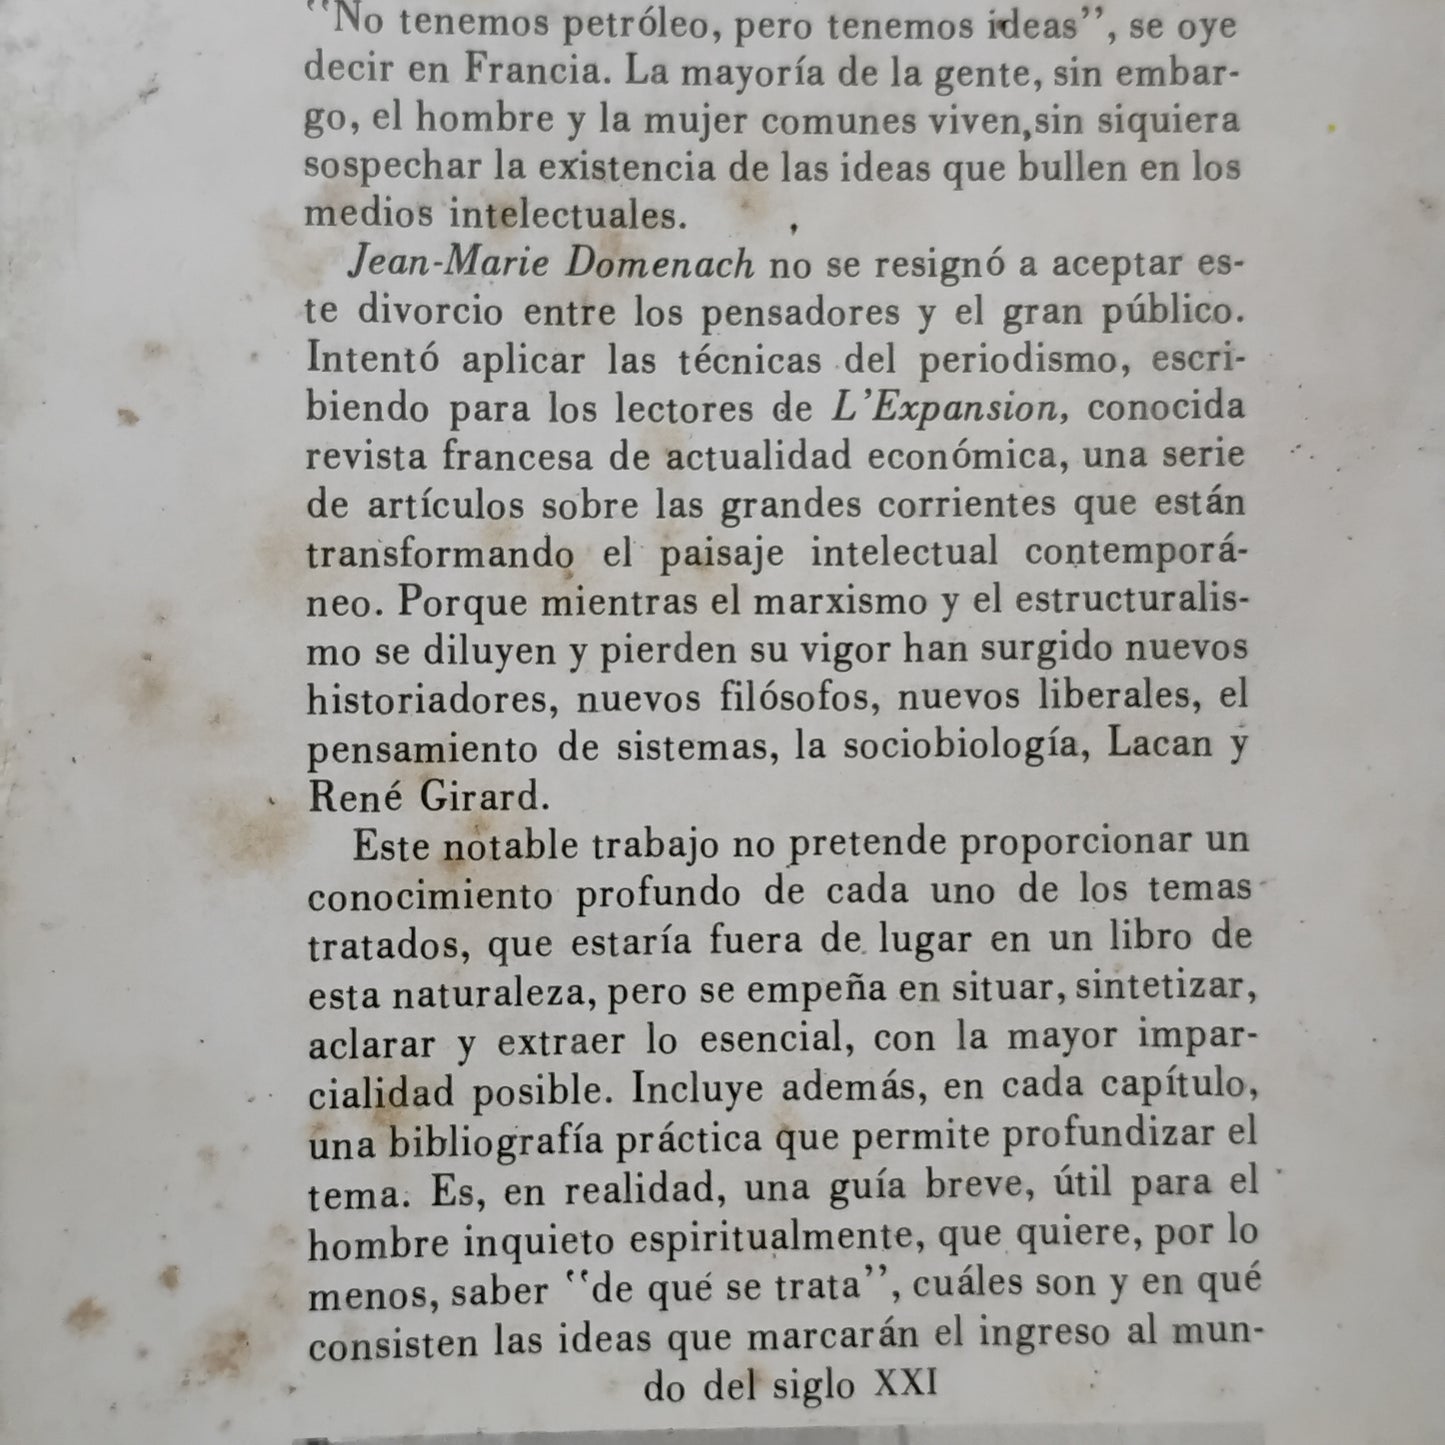 “No tenemos petróleo, pero tenemos ideas”, se oye
decir en Francia. La mayoría de la gente, sin embar-
go, el hombre y la mujer comunes viven,sin siquiera
sospechar la existencia de las ideas que bullen en los
medios intelectuales.
Jean-Marie Domenach no se resignó a aceptar es-
te divorcio entre los pensadores y el gran público.
Intentó aplicar las técnicas del periodismo, escri-
biendo para los lectores de L’Expansion, conocida
revista francesa de actualidad económica, una serie
de artículos sobre las grandes corrientes que están
transformando el paisaje intelectual contemporá-
neo. Porque mientras el marxismo y el estructuralis-
mo se diluyen y pierden su vigor han surgido nuevos
historiadores, nuevos filósofos, nuevos liberales, el
pensamiento de sistemas, la sociobiología, Lacan y
René Girard.
Este notable trabajo no pretende proporcionar un
conocimiento profundo de cada uno de los temas
tratados, que estaría fuera de lugar en un libro de
esta naturaleza, pero se empeña en situar, sintetizar,
aclarar y extraer lo esencial, con la mayor impar-
cialidad posible. Incluye además, en cada capítulo,
una bibliografía práctica que permite profundizar el
tema. Es, en realidad, una guía breve, útil para el
hombre inquieto espiritualmente, que quiere, por lo
menos, saber “de qué se trata”, cuáles son y en qué
consisten las ideas que marcarán el ingreso al mun-
do del siglo XXI